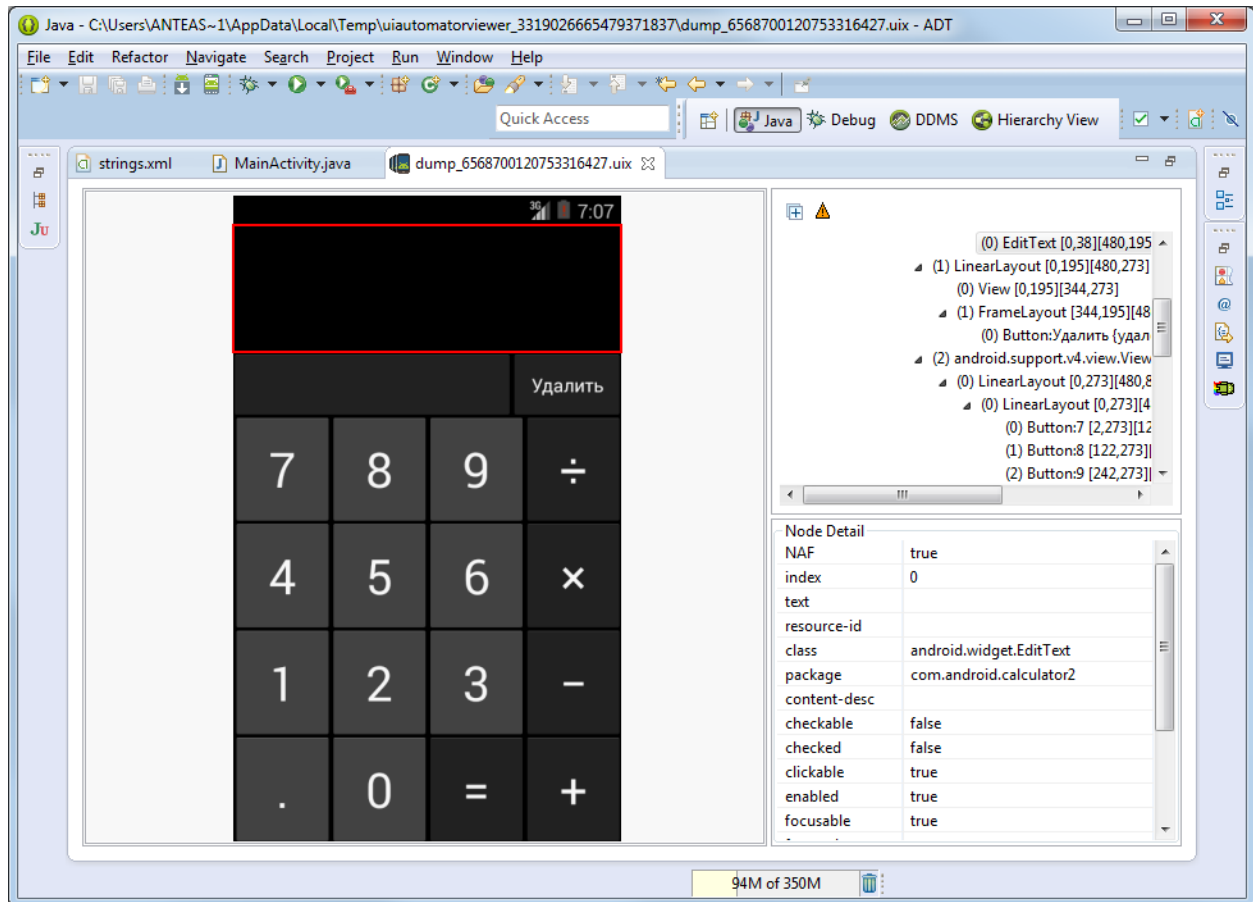 Java - C:\Users\ANTEAS~1\AppData\Local\Temp\uiautomatorviewer_3319026665479371837\dump_6568700120753316427.uix - ADT
File Edit Refactor Navigate Search Project Run Window Help
Quick Access
Java Debug DDMS Hierarchy View
strings.xml MainActivity.java dump_6568700120753316427.uix
Ju
3G 7:07
Удалить
7 8 9 ÷
4 5 6 ×
1 2 3 −
. 0 = +
(0) EditText [0,38][480,195
(1) LinearLayout [0,195][480,273]
(0) View [0,195][344,273]
(1) FrameLayout [344,195][48
(0) Button:Удалить {удал
(2) android.support.v4.view.View
(0) LinearLayout [0,273][480,8
(0) LinearLayout [0,273][4
(0) Button:7 [2,273][12
(1) Button:8 [122,273][
(2) Button:9 [242,273][
Node Detail
NAF true
index 0
text
resource-id
class android.widget.EditText
package com.android.calculator2
content-desc
checkable false
checked false
clickable true
enabled true
focusable true
94M of 350M